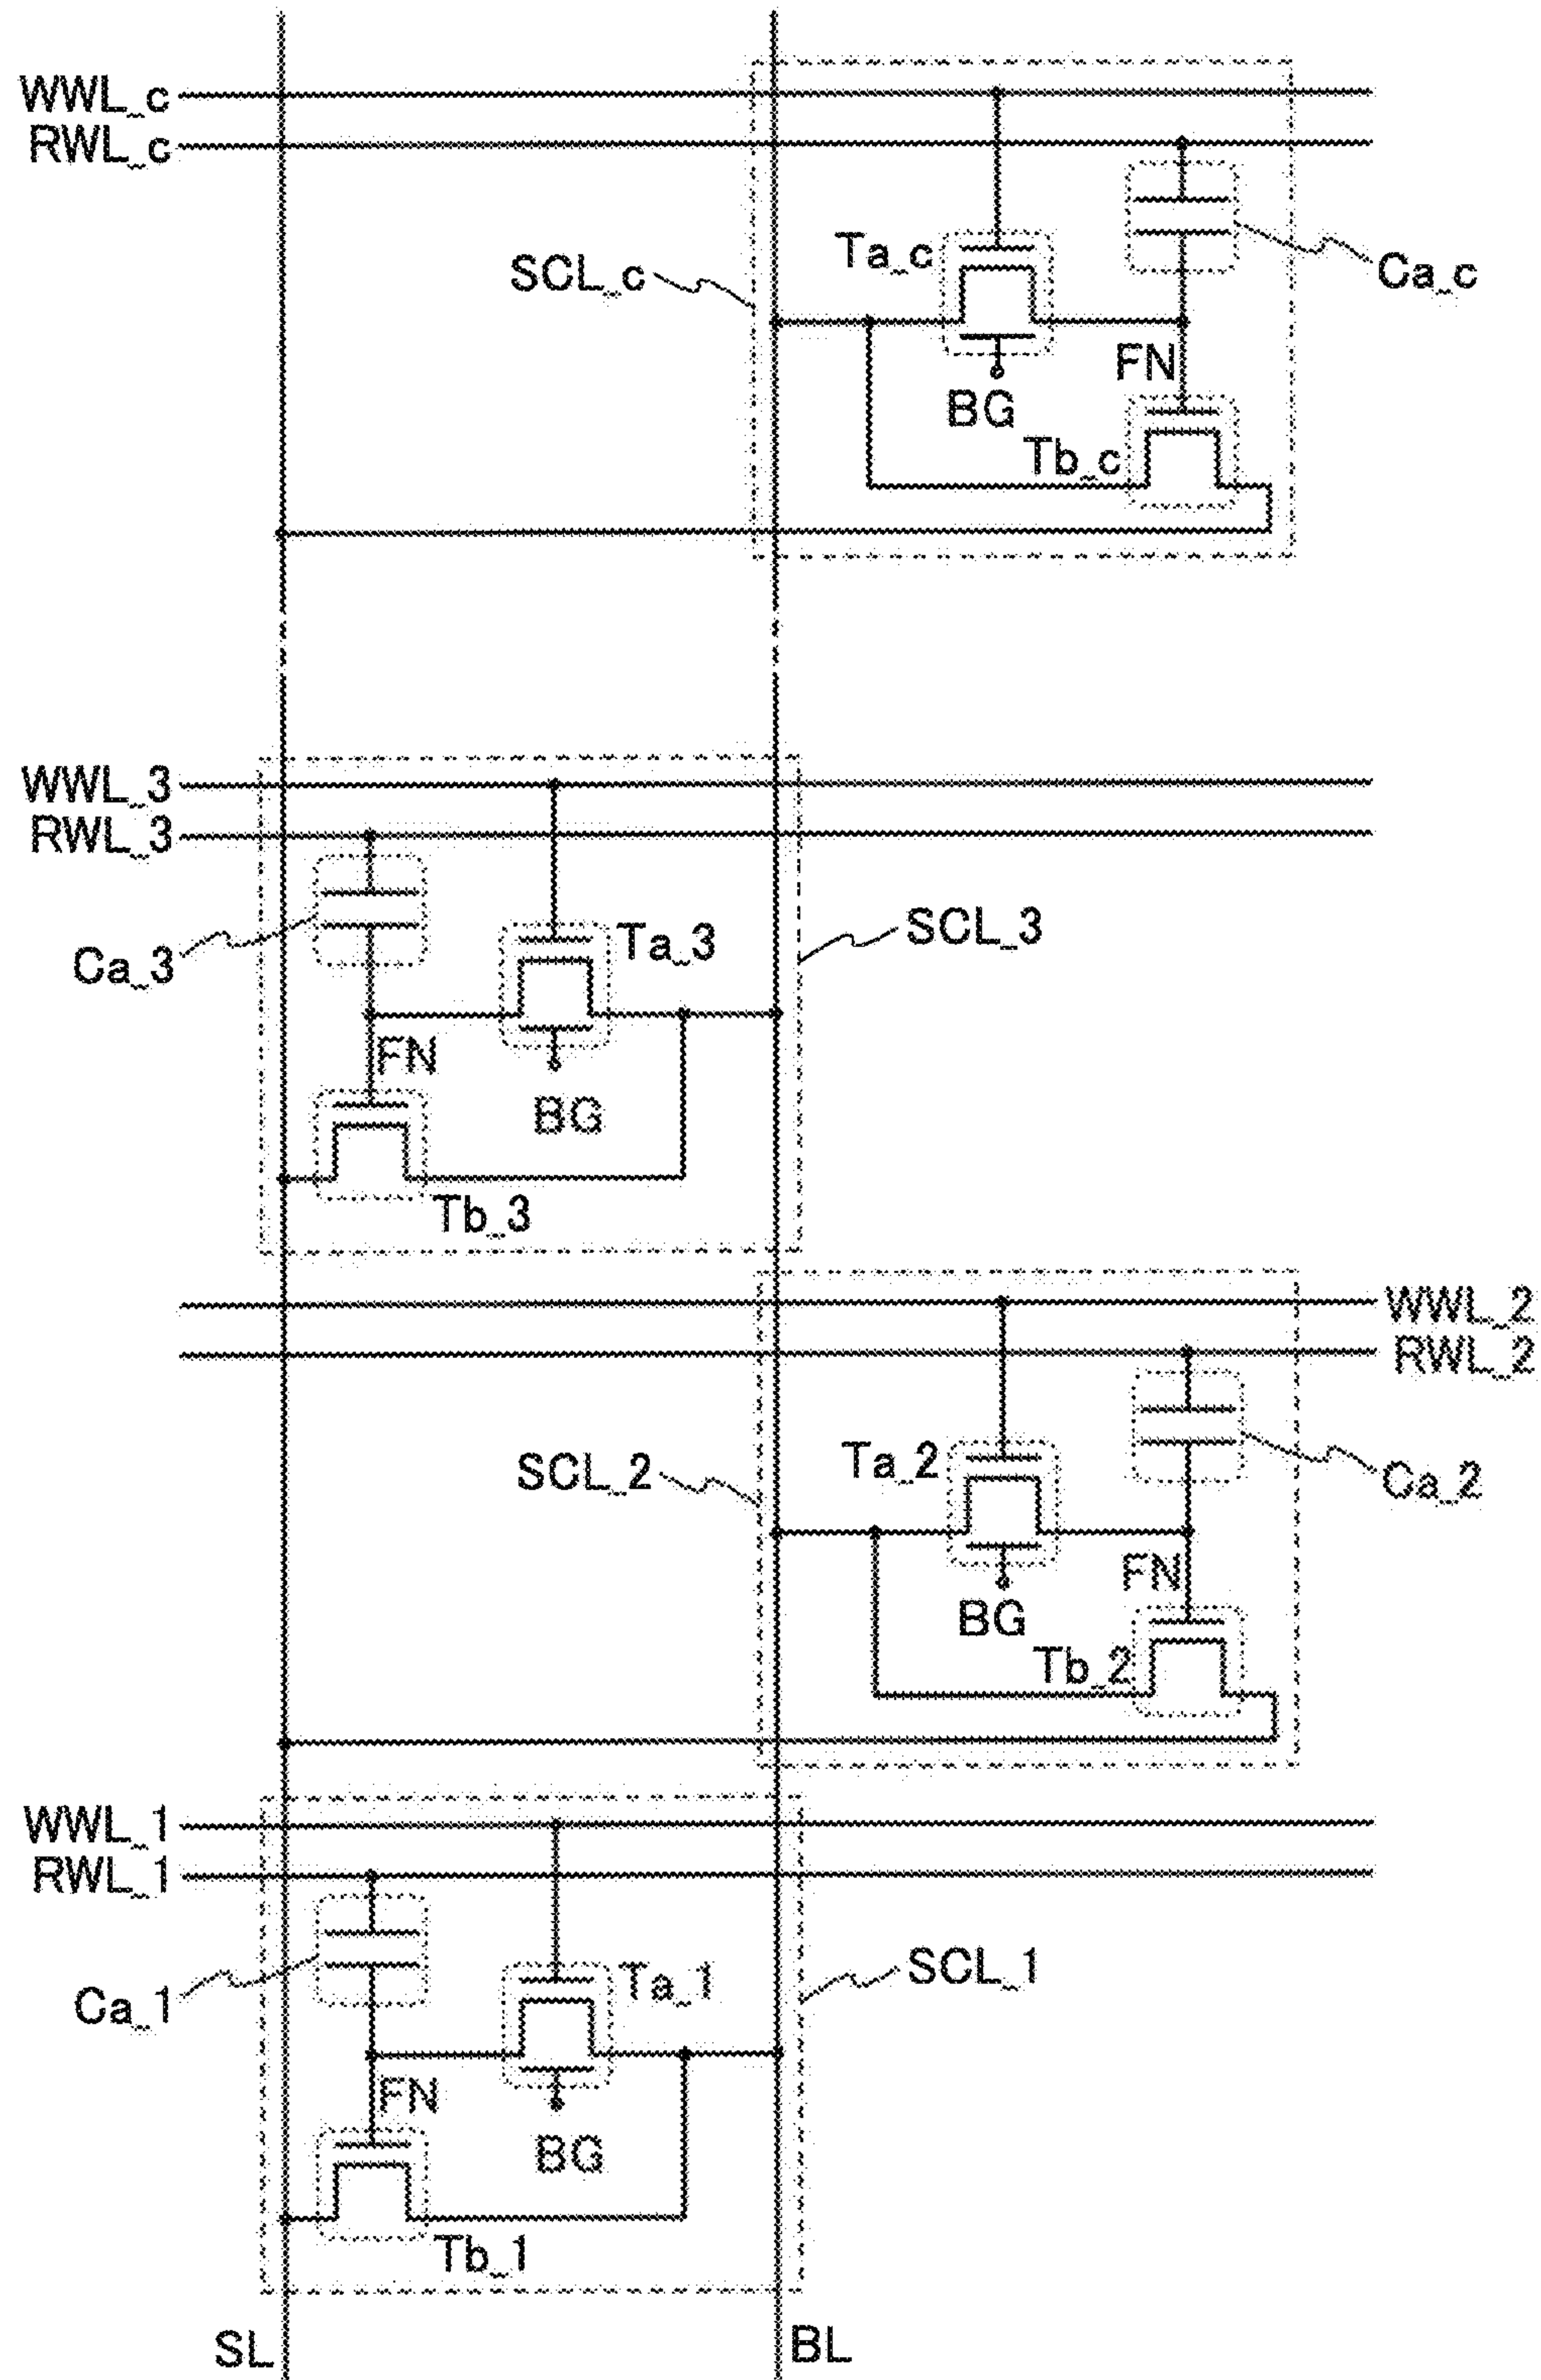 WWL_c
RWL_c
Ta_c
SCL_c
Ca_c
FN
BG
Tb_c
WWL_3
RWL_3
Ta_3
SCL_3
Ca_3
FN
BG
Tb_3
WWL_2
RWL_2
Ta_2
SCL_2
Ca_2
FN
BG
Tb_2
WWL_1
RWL_1
Ta_1
SCL_1
Ca_1
FN
BG
Tb_1
SL
BL